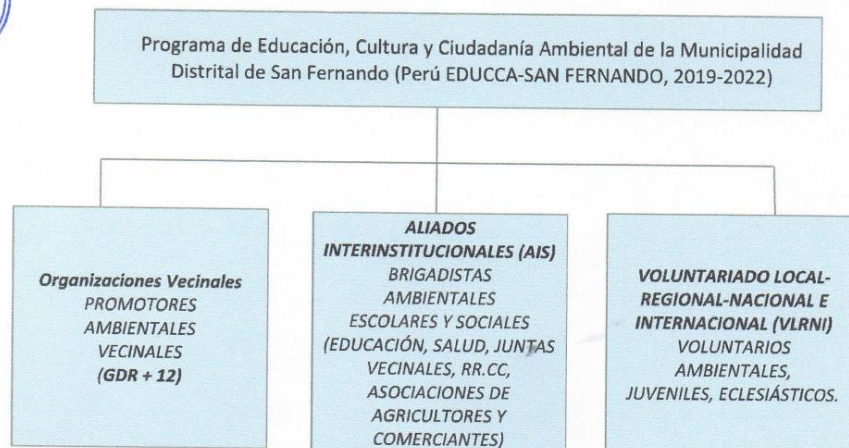 Programa de Educación, Cultura y Ciudadanía Ambiental de la Municipalidad
Distrital de San Fernando (Perú EDUCCA-SAN FERNANDO, 2019-2022)
Organizaciones Vecinales
PROMOTORES
AMBIENTALES
VECINALES
(GDR + 12)
ALIADOS
INTERINSTITUCIONALES (AIS)
BRIGADISTAS
AMBIENTALES
ESCOLARES Y SOCIALES
(EDUCACIÓN, SALUD, JUNTAS
VECINALES, RR.CC,
ASOCIACIONES DE
AGRICULTORES Y
COMERCIANTES)
VOLUNTARIADO LOCAL-
REGIONAL-NACIONAL E
INTERNACIONAL (VLRNI)
VOLUNTARIOS
AMBIENTALES,
JUVENILES, ECLESIÁSTICOS.